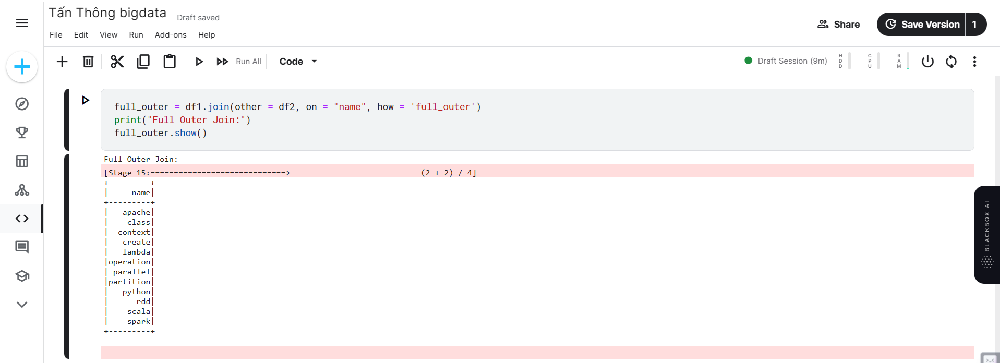 Tấn Thông bigdata
Draft saved
File Edit View Run Add-ons Help
Share
Save Version 1
Run All
Code
Draft Session (9m)
HDD
CPU
RAM
full_outer = df1.join(other = df2, on = "name", how = 'full_outer')
print("Full Outer Join:")
full_outer.show()
Full Outer Join:
[Stage 15:=============================>                            (2 + 2) / 4]
+---------+
|     name|
+---------+
|   apache|
|    class|
|  context|
|   create|
|   lambda|
|operation|
| parallel|
|partition|
|   python|
|      rdd|
|    scala|
|    spark|
+---------+
BLACKBOX AI